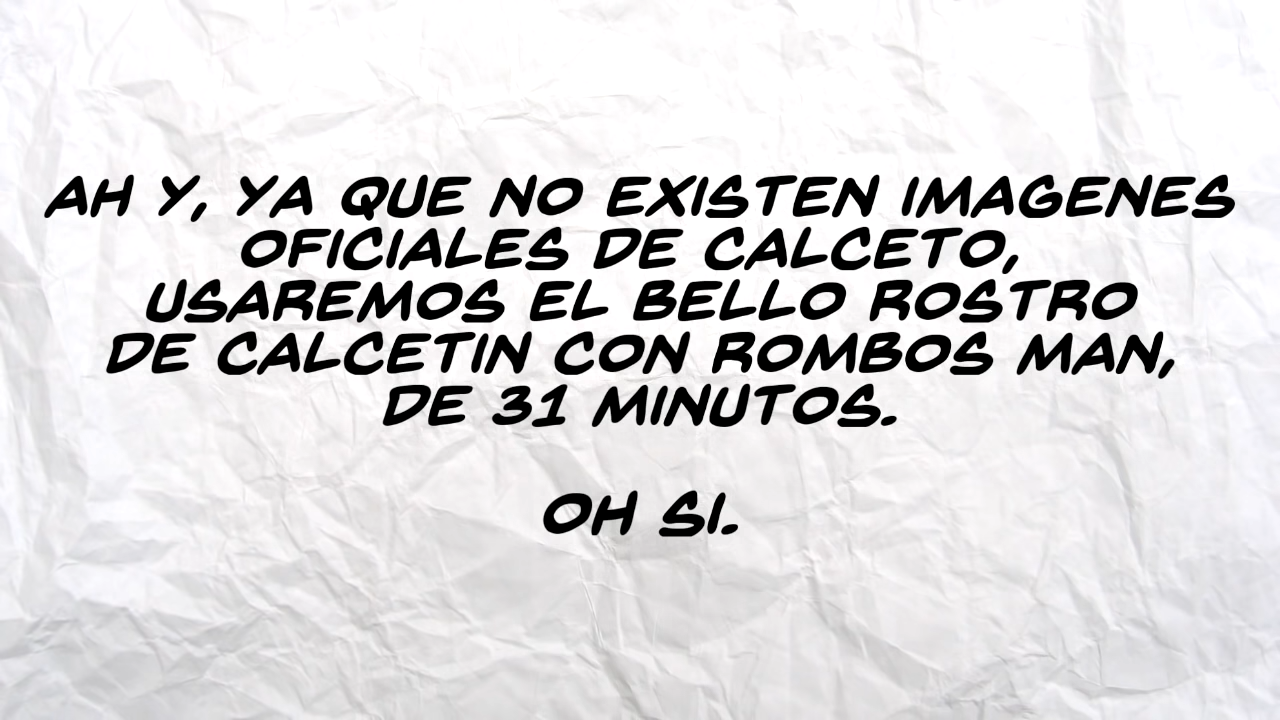 AH Y, YA QUE NO EXISTEN IMAGENES
OFICIALES DE CALCETO,
USAREMOS EL BELLO ROSTRO
DE CALCETIN CON ROMBOS MAN,
DE 31 MINUTOS.
OH SI.